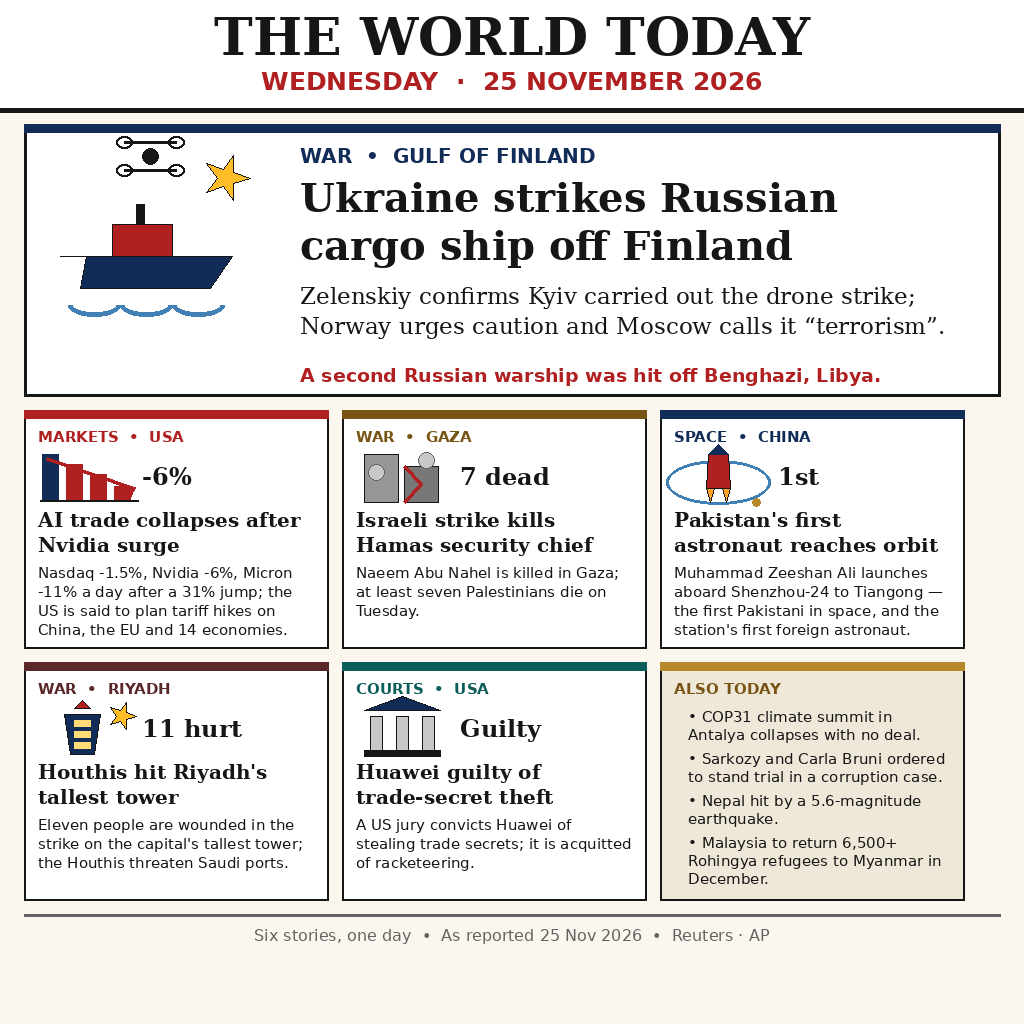 THE WORLD TODAY
WEDNESDAY · 25 NOVEMBER 2026
WAR • GULF OF FINLAND
Ukraine strikes Russian
cargo ship off Finland
Zelenskiy confirms Kyiv carried out the drone strike;
Norway urges caution and Moscow calls it “terrorism”.
A second Russian warship was hit off Benghazi, Libya.
MARKETS • USA
-6%
AI trade collapses after
Nvidia surge
Nasdaq -1.5%, Nvidia -6%, Micron
-11% a day after a 31% jump; the
US is said to plan tariff hikes on
China, the EU and 14 economies.
WAR • GAZA
7 dead
Israeli strike kills
Hamas security chief
Naeem Abu Nahel is killed in Gaza;
at least seven Palestinians die on
Tuesday.
SPACE • CHINA
1st
Pakistan's first
astronaut reaches orbit
Muhammad Zeeshan Ali launches
aboard Shenzhou-24 to Tiangong —
the first Pakistani in space, and the
station's first foreign astronaut.
WAR • RIYADH
11 hurt
Houthis hit Riyadh's
tallest tower
Eleven people are wounded in the
strike on the capital's tallest tower;
the Houthis threaten Saudi ports.
COURTS • USA
Guilty
Huawei guilty of
trade-secret theft
A US jury convicts Huawei of
stealing trade secrets; it is acquitted
of racketeering.
ALSO TODAY
• COP31 climate summit in
Antalya collapses with no deal.
• Sarkozy and Carla Bruni ordered
to stand trial in a corruption case.
• Nepal hit by a 5.6-magnitude
earthquake.
• Malaysia to return 6,500+
Rohingya refugees to Myanmar in
December.
Six stories, one day • As reported 25 Nov 2026 • Reuters · AP